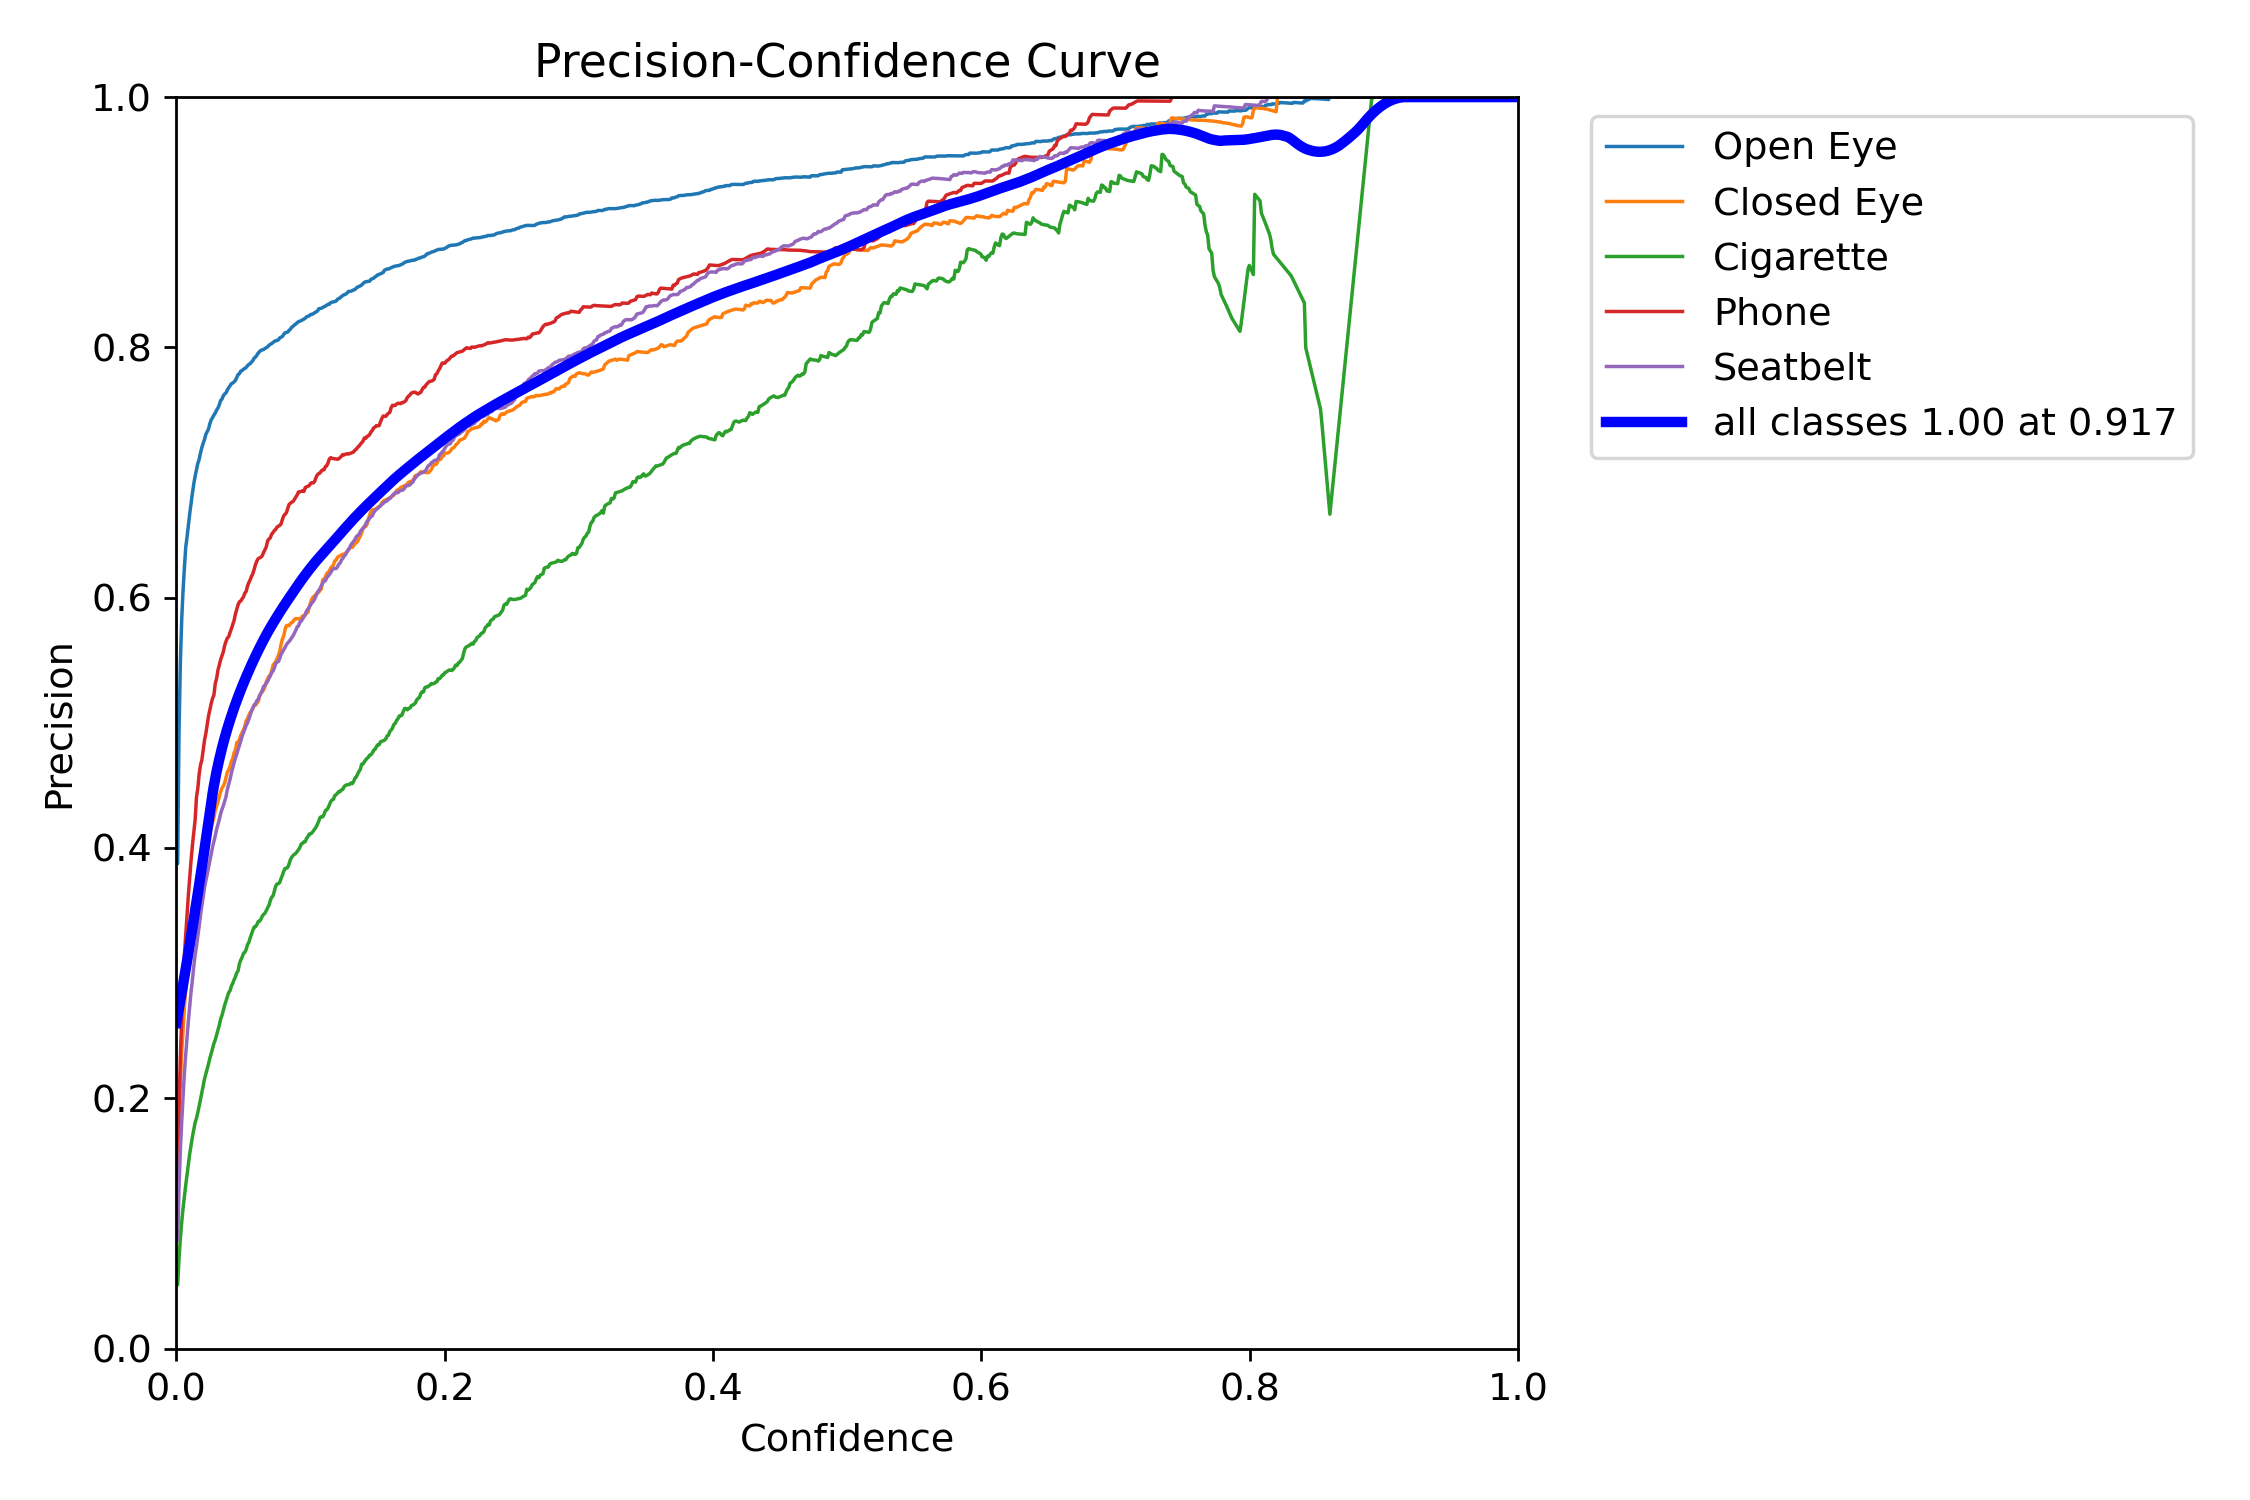 Precision-Confidence Curve
1.0
0.8
0.6
0.4
0.2
0.0
Precision
0.0 0.2 0.4 0.6 0.8 1.0
Confidence
Open Eye
Closed Eye
Cigarette
Phone
Seatbelt
all classes 1.00 at 0.917